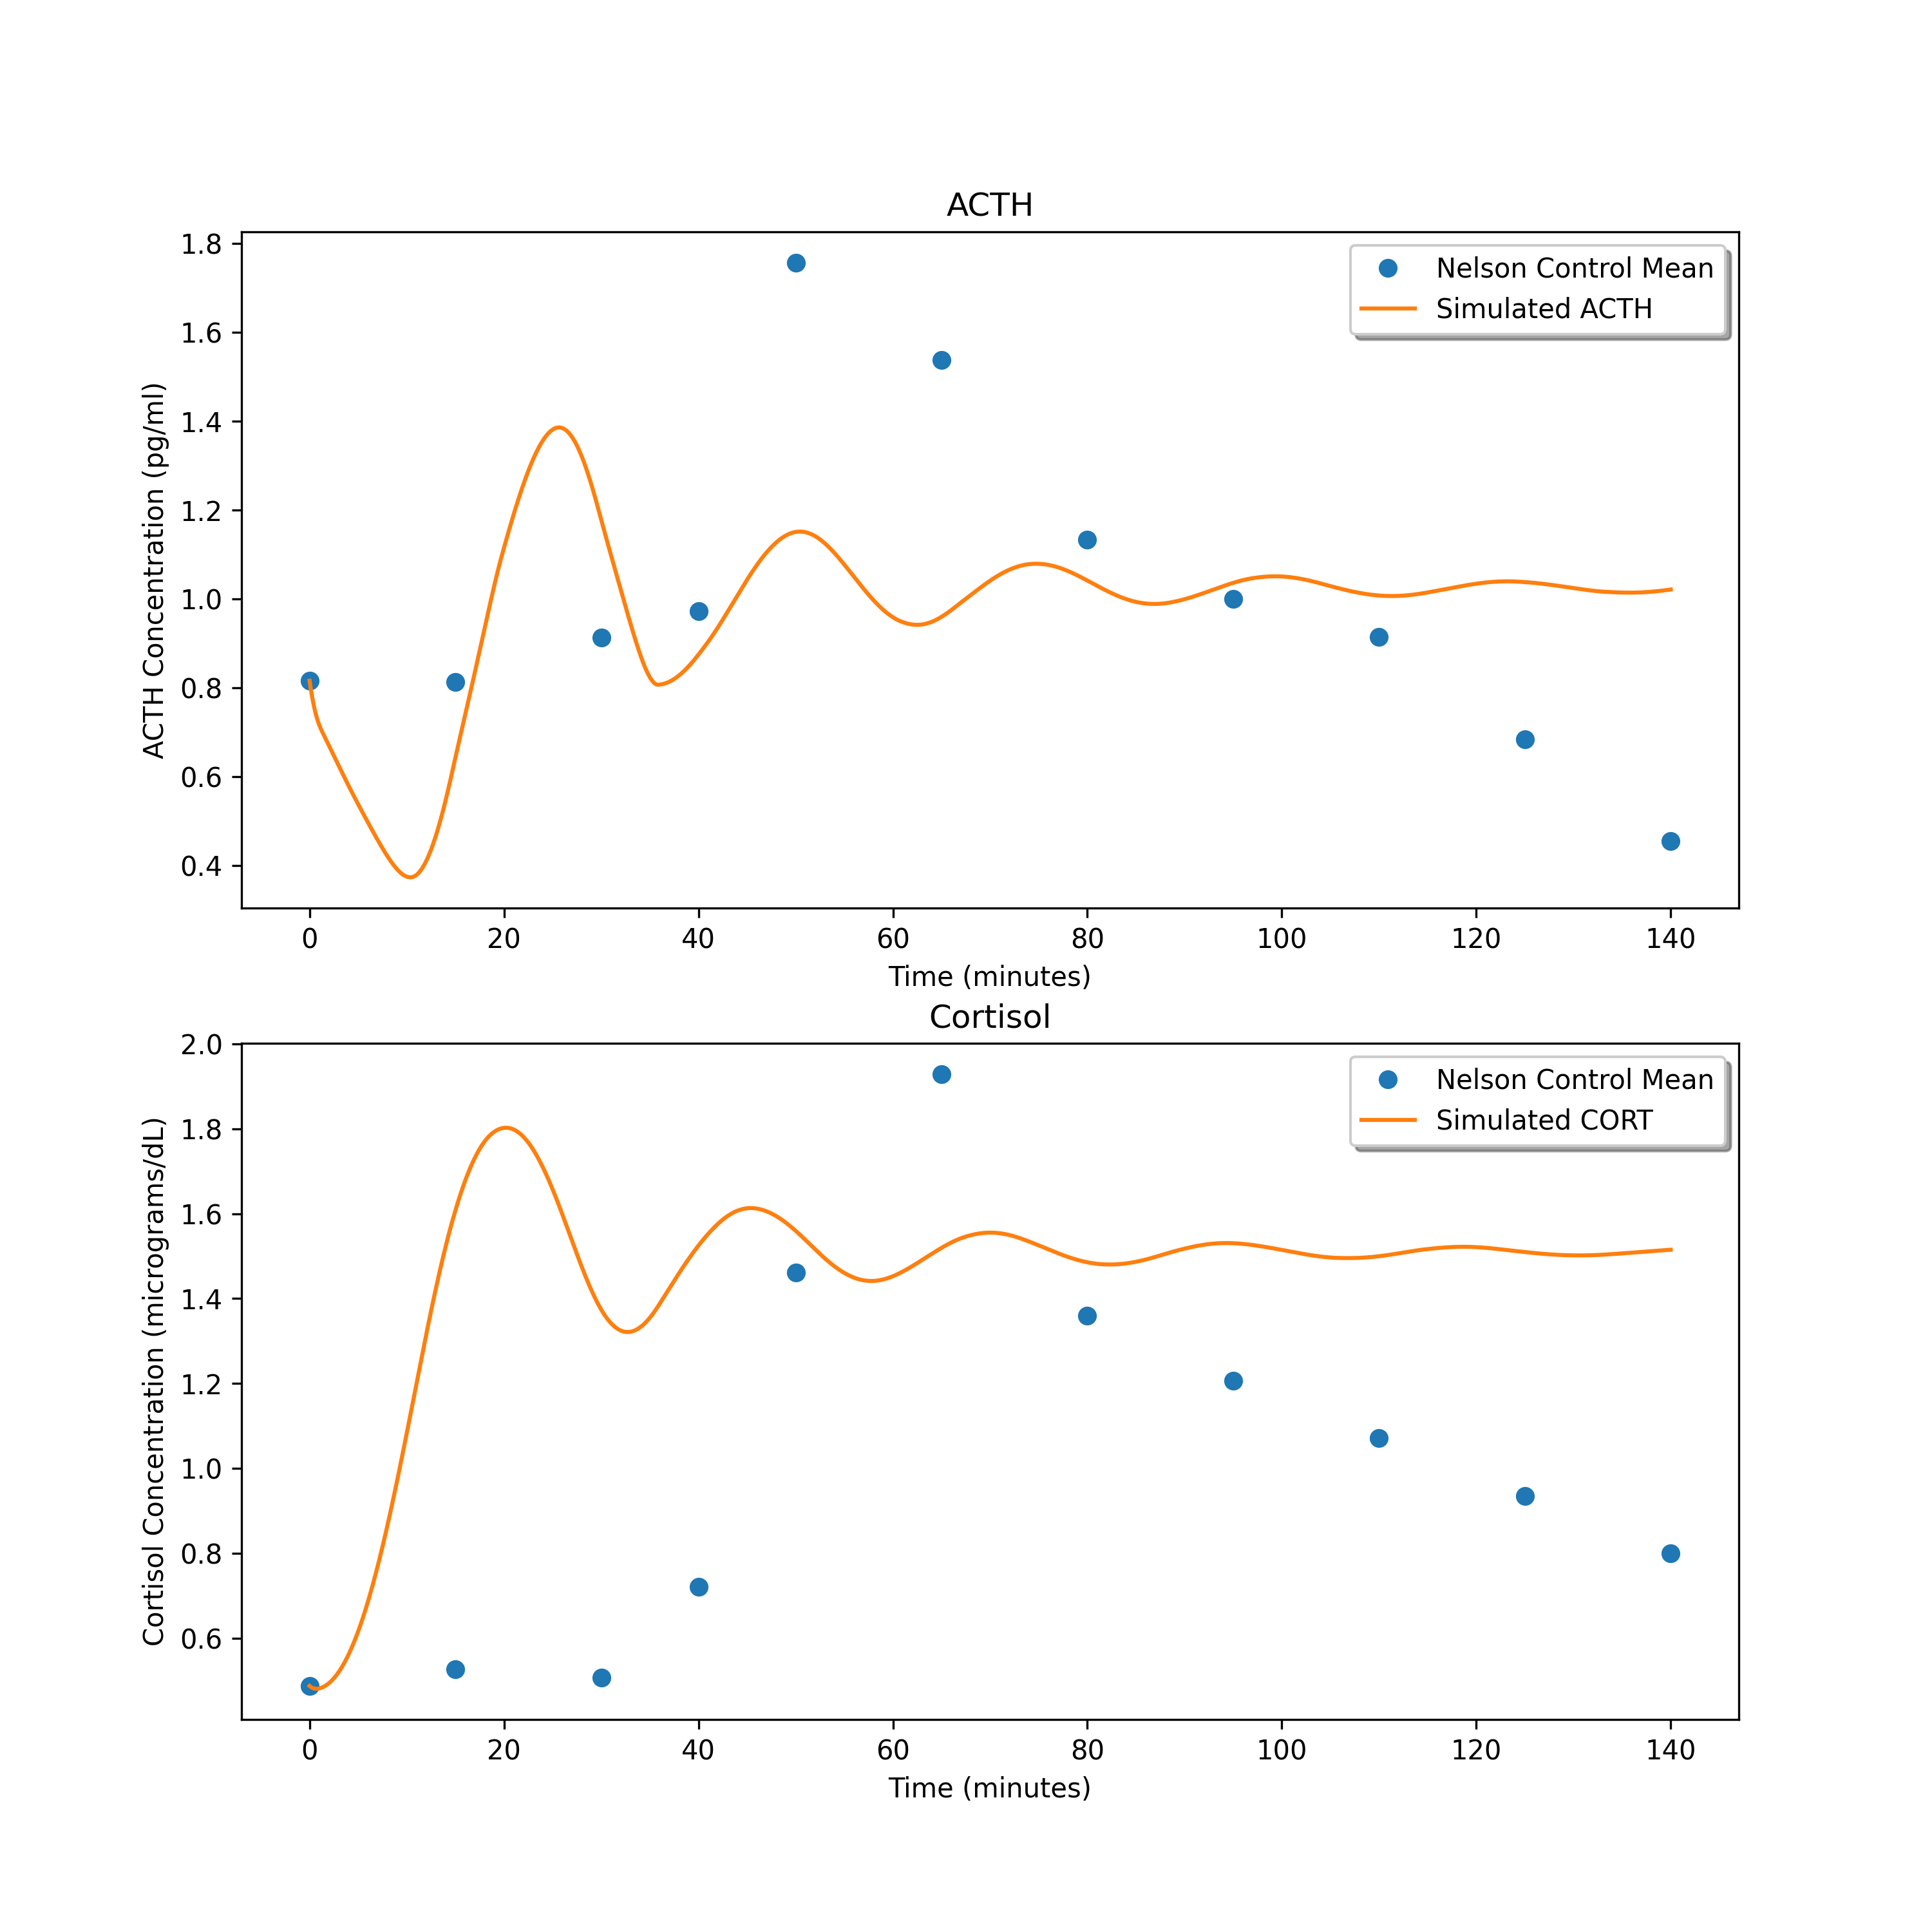 ACTH
1.8
1.6
1.4
1.2
1.0
0.8
0.6
0.4
ACTH Concentration (pg/ml)
Nelson Control Mean
Simulated ACTH
0 20 40 60 80 100 120 140
Time (minutes)
Cortisol
2.0
1.8
1.6
1.4
1.2
1.0
0.8
0.6
Cortisol Concentration (micrograms/dL)
Nelson Control Mean
Simulated CORT
0 20 40 60 80 100 120 140
Time (minutes)